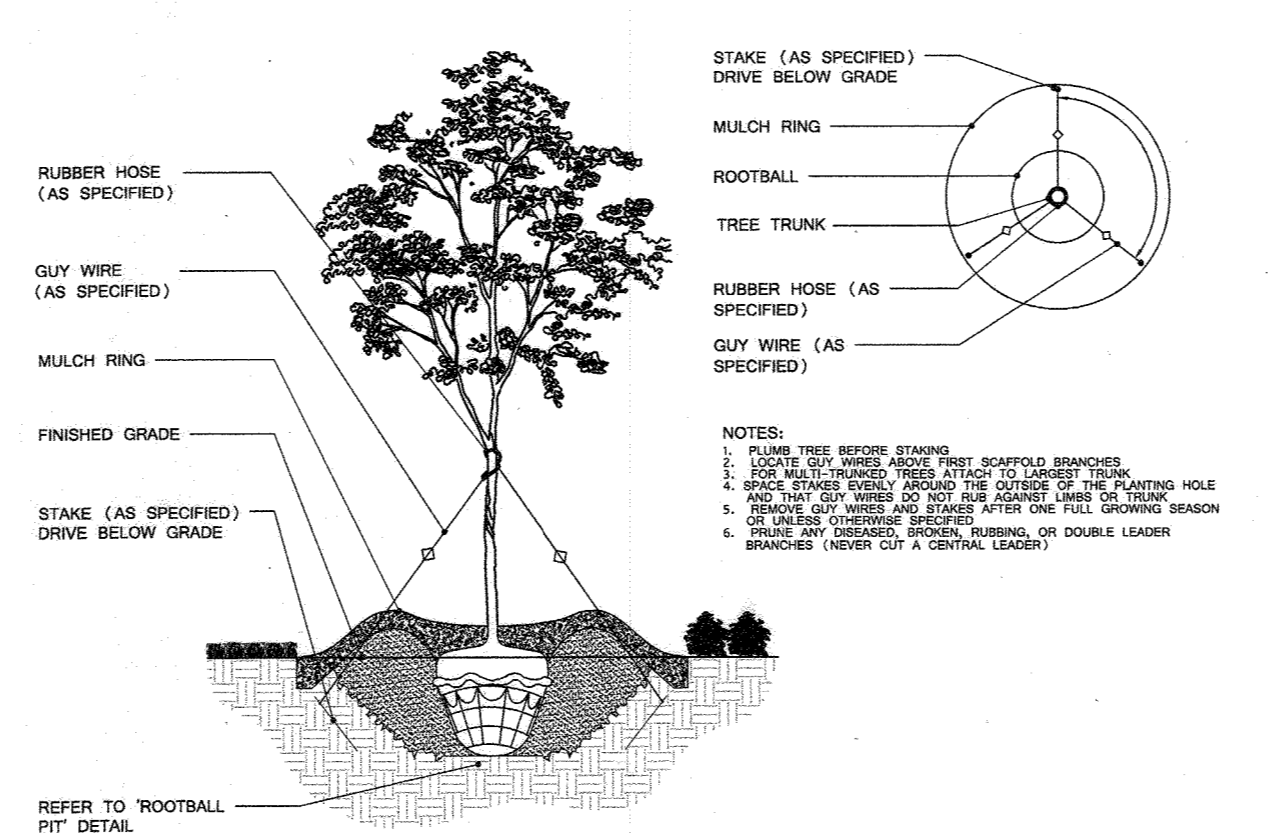 RUBBER HOSE
(AS SPECIFIED)
GUY WIRE
(AS SPECIFIED)
MULCH RING
FINISHED GRADE
STAKE (AS SPECIFIED)
DRIVE BELOW GRADE
REFER TO 'ROOTBALL
PIT' DETAIL
STAKE (AS SPECIFIED)
DRIVE BELOW GRADE
MULCH RING
ROOTBALL
TREE TRUNK
RUBBER HOSE (AS
SPECIFIED)
GUY WIRE (AS
SPECIFIED)
NOTES:
1. PLUMB TREE BEFORE STAKING
2. LOCATE GUY WIRES ABOVE FIRST SCAFFOLD BRANCHES
3. FOR MULTI-TRUNKED TREES ATTACH TO LARGEST TRUNK
4. SPACE STAKES EVENLY AROUND THE OUTSIDE OF THE PLANTING HOLE
AND THAT GUY WIRES DO NOT RUB AGAINST LIMBS OR TRUNK
5. REMOVE GUY WIRES AND STAKES AFTER ONE FULL GROWING SEASON
OR UNLESS OTHERWISE SPECIFIED
6. PRUNE ANY DISEASED, BROKEN, RUBBING, OR DOUBLE LEADER
BRANCHES (NEVER CUT A CENTRAL LEADER)